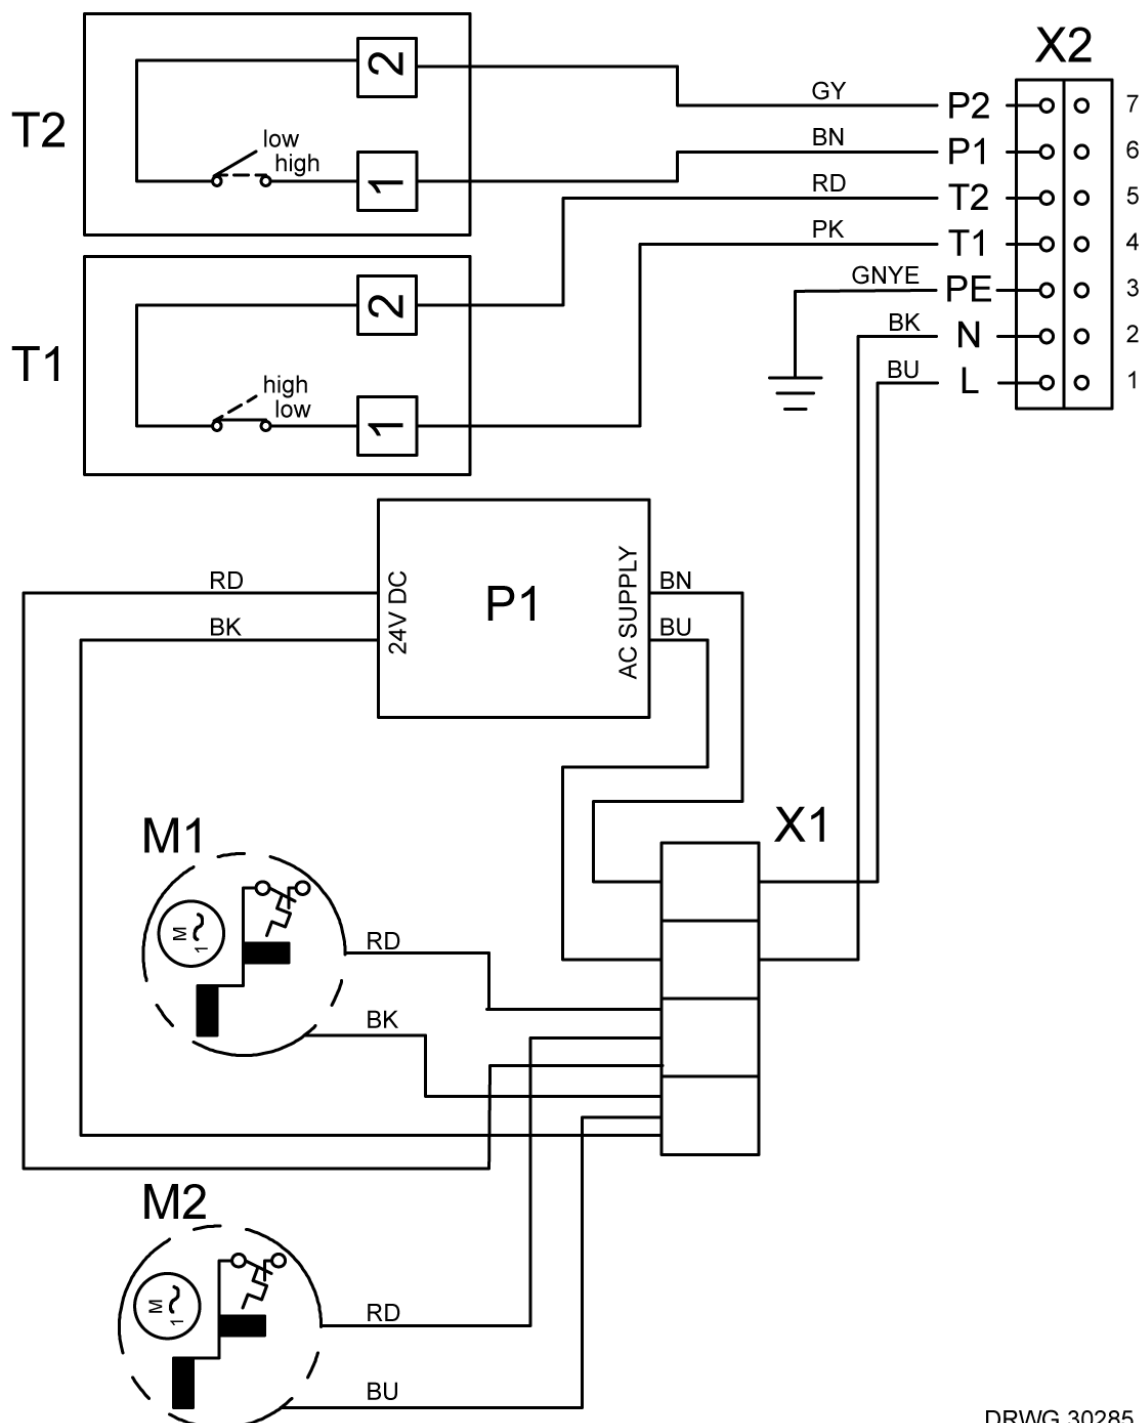 X2
T2
2
low
high
1
GY
P2
7
BN
P1
6
RD
T2
5
PK
T1
4
GNYE
PE
3
BK
N
2
BU
L
1
T1
2
high
low
1
RD
BK
24V DC
P1
AC SUPPLY
BN
BU
X1
M1
M
1
RD
BK
M2
M
1
RD
BU
DRWG 30285